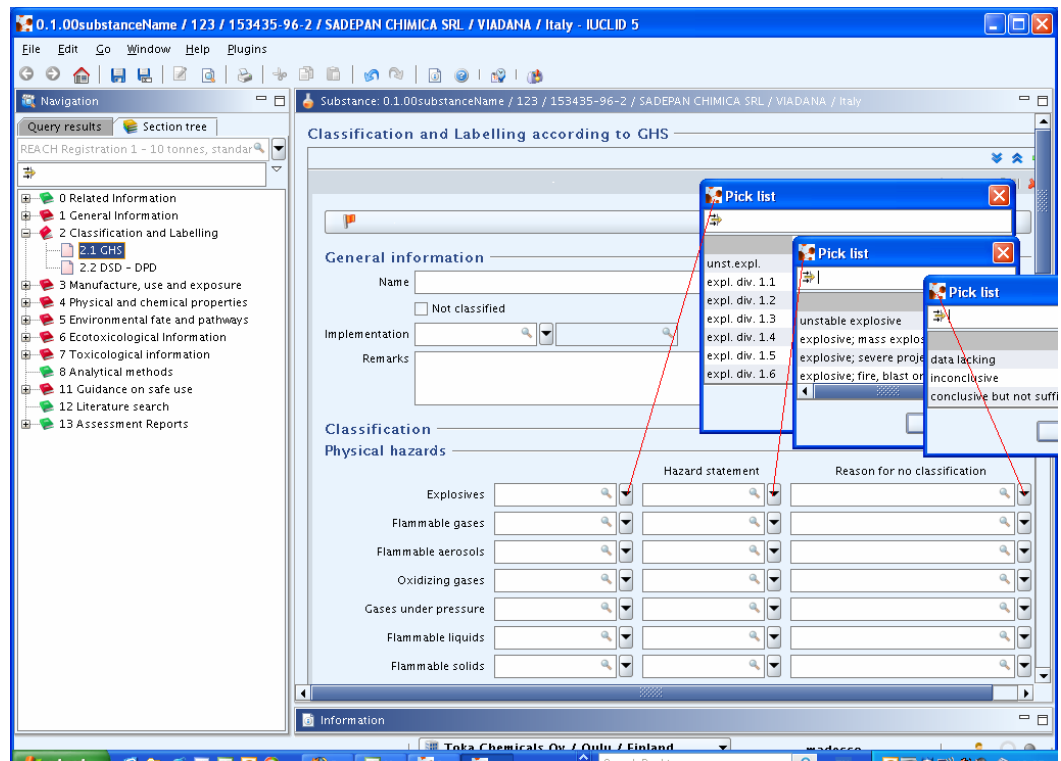 0.1.00substanceName / 123 / 153435-96-2 / SADEPAN CHIMICA SRL / VIADANA / Italy - IUCLID 5
File Edit Go Window Help Plugins
Navigation
Query results Section tree
REACH Registration 1 - 10 tonnes, standar
0 Related Information
1 General Information
2 Classification and Labelling
2.1 GHS
2.2 DSD - DPD
3 Manufacture, use and exposure
4 Physical and chemical properties
5 Environmental fate and pathways
6 Ecotoxicological Information
7 Toxicological information
8 Analytical methods
11 Guidance on safe use
12 Literature search
13 Assessment Reports
Substance: 0.1.00substanceName / 123 / 153435-96-2 / SADEPAN CHIMICA SRL / VIADANA / Italy
Classification and Labelling according to GHS
General information
Name
Not classified
Implementation
Remarks
Pick list
unst.expl.
expl. div. 1.1
expl. div. 1.2
expl. div. 1.3
expl. div. 1.4
expl. div. 1.5
expl. div. 1.6
Pick list
unstable explosive
explosive; mass explos
explosive; severe proje
explosive; fire, blast or
Pick list
data lacking
inconclusive
conclusive but not suffi
Classification
Physical hazards
Hazard statement Reason for no classification
Explosives
Flammable gases
Flammable aerosols
Oxidizing gases
Gases under pressure
Flammable liquids
Flammable solids
Information
Toka Chemicals Oy / Oulu / Finland